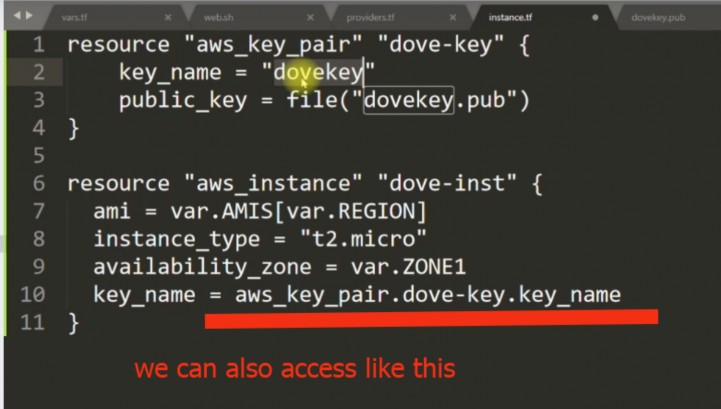 vars.tf web.sh providers.tf instance.tf dovekey.pub
1 resource "aws_key_pair" "dove-key" {
2     key_name = "dovekey"
3     public_key = file("dovekey.pub")
4 }
5
6 resource "aws_instance" "dove-inst" {
7   ami = var.AMIS[var.REGION]
8   instance_type = "t2.micro"
9   availability_zone = var.ZONE1
10   key_name = aws_key_pair.dove-key.key_name
11 }
we can also access like this